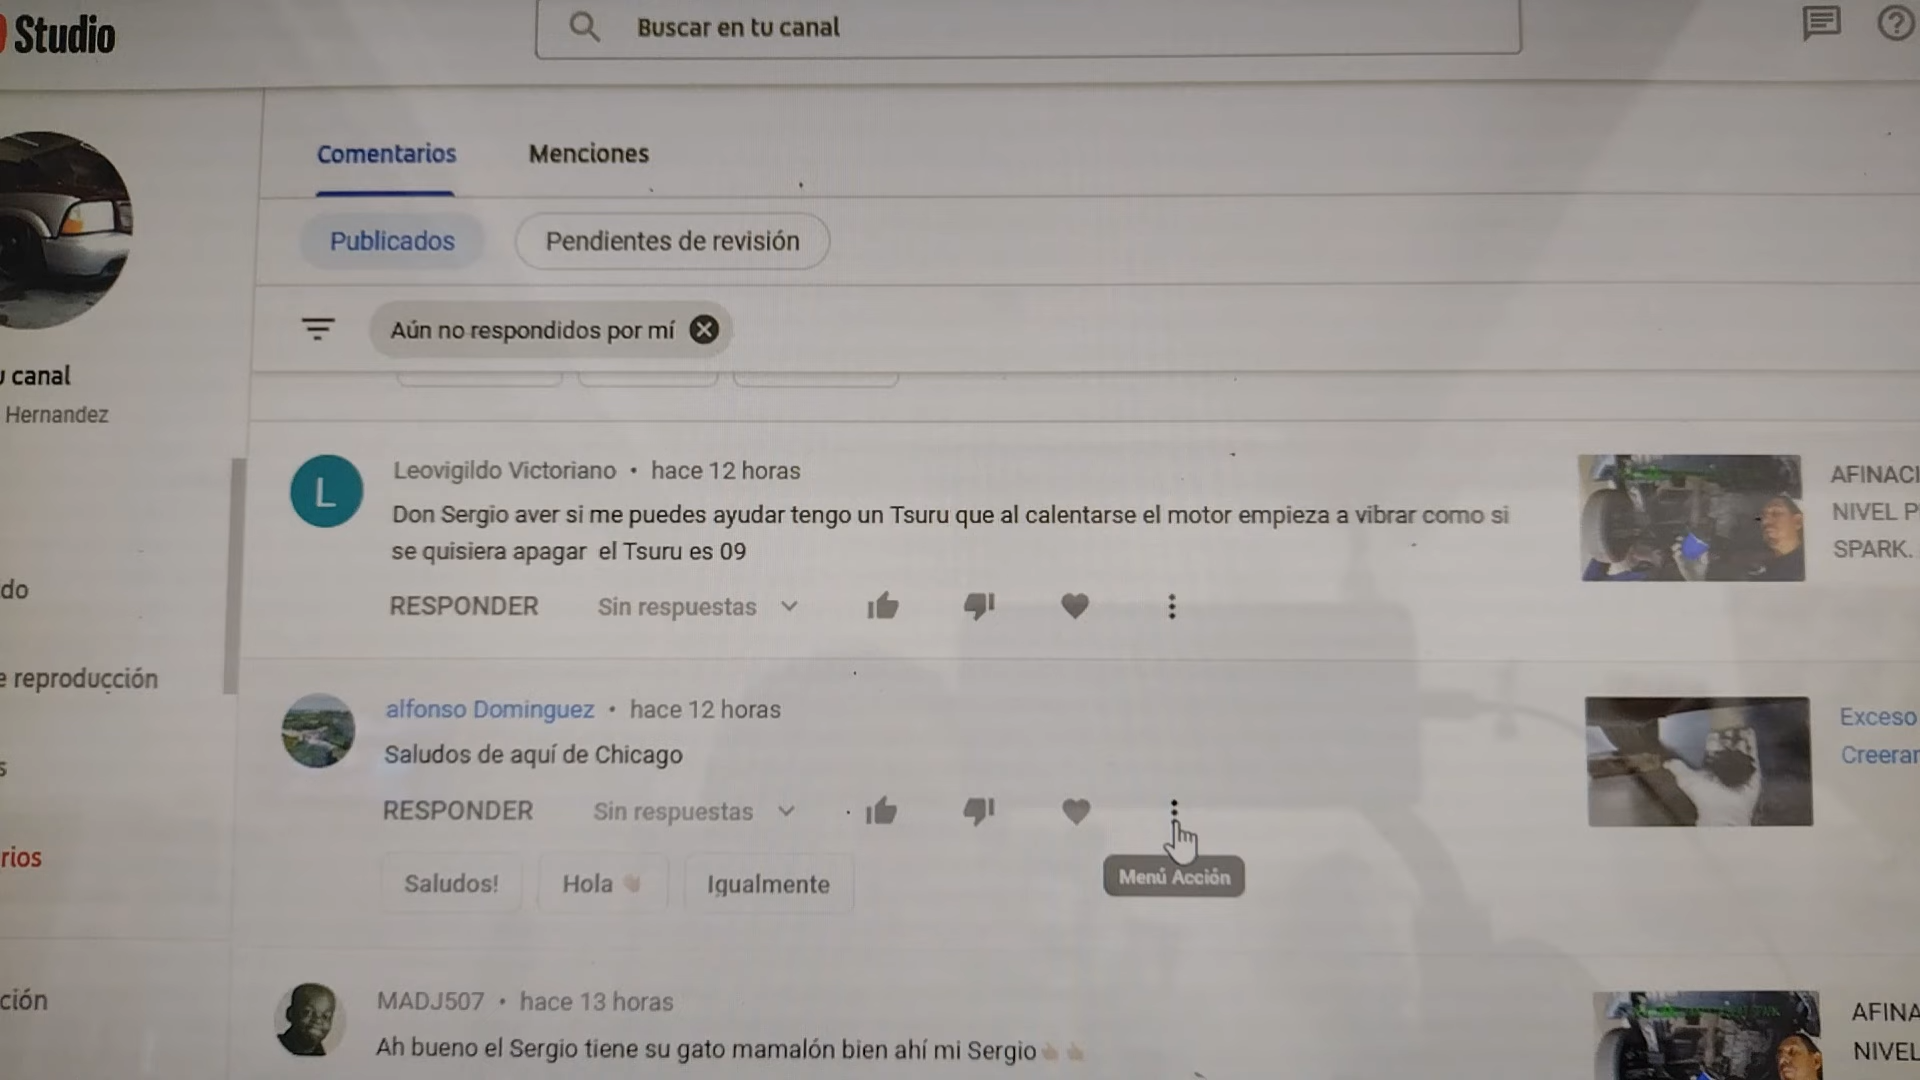 Studio
Buscar en tu canal
Comentarios
Menciones
Publicados
Pendientes de revisión
Aún no respondidos por mí
canal
Hernandez
Leovigildo Victoriano • hace 12 horas
Don Sergio aver si me puedes ayudar tengo un Tsuru que al calentarse el motor empieza a vibrar como si
se quisiera apagar el Tsuru es 09
RESPONDER
Sin respuestas
AFINACI
NIVEL P
SPARK.
do
e reproducción
alfonso Dominguez • hace 12 horas
Saludos de aquí de Chicago
RESPONDER
Sin respuestas
Saludos!
Hola
Igualmente
Menú Acción
Exceso
Creerar
s
rios
ción
MADJ507 • hace 13 horas
Ah bueno el Sergio tiene su gato mamalón bien ahí mi Sergio
AFINA
NIVEL
L